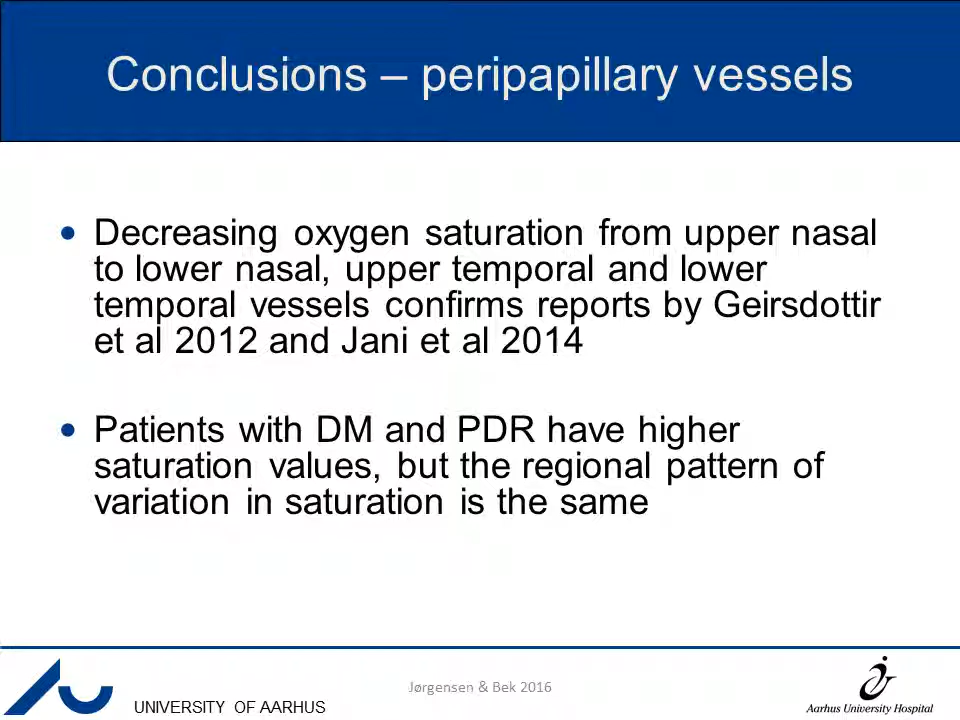 Conclusions – peripapillary vessels
Decreasing oxygen saturation from upper nasal
to lower nasal, upper temporal and lower
temporal vessels confirms reports by Geirsdottir
et al 2012 and Jani et al 2014
Patients with DM and PDR have higher
saturation values, but the regional pattern of
variation in saturation is the same
Jørgensen & Bek 2016
UNIVERSITY OF AARHUS
Aarhus University Hospital